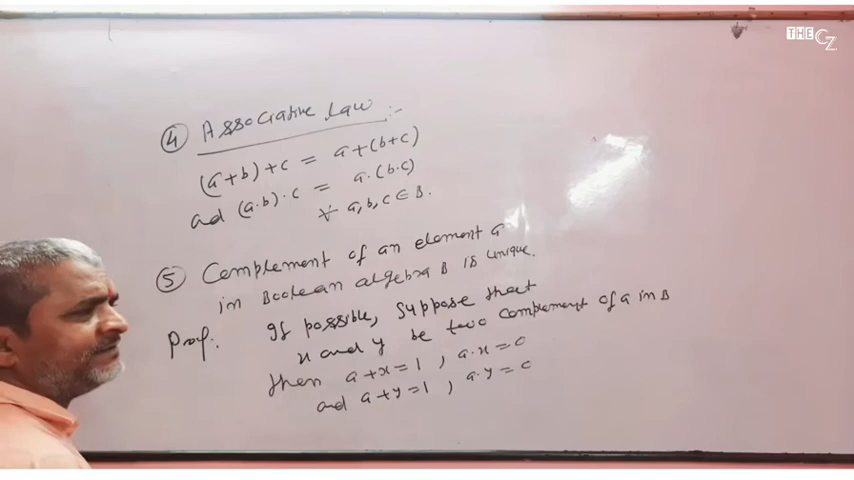 THE CZ
④ Associative Law :-
(a+b)+c = a+(b+c)
ad (a.b).c = a.(b.c)
∀ a,b,c ∈ B.
⑤ Complement of an element a
in Boolean algebra B is unique.
Proof: If possible, suppose that
x and y be two complement of a in B
then a+x=1, a.x=0
and a+y=1, a.y=0